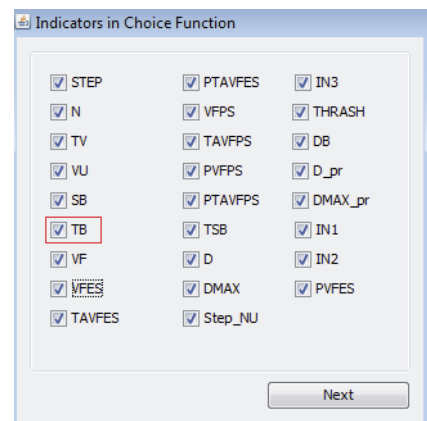 Indicators in Choice Function
STEP PTAVFES IN3
N VFPS THRASH
TV TAVFPS DB
VU PVFPS D_pr
SB PTAVFPS DMAX_pr
TB TSB IN1
VF D IN2
VFES DMAX PVFES
TAVFES Step_NU
Next